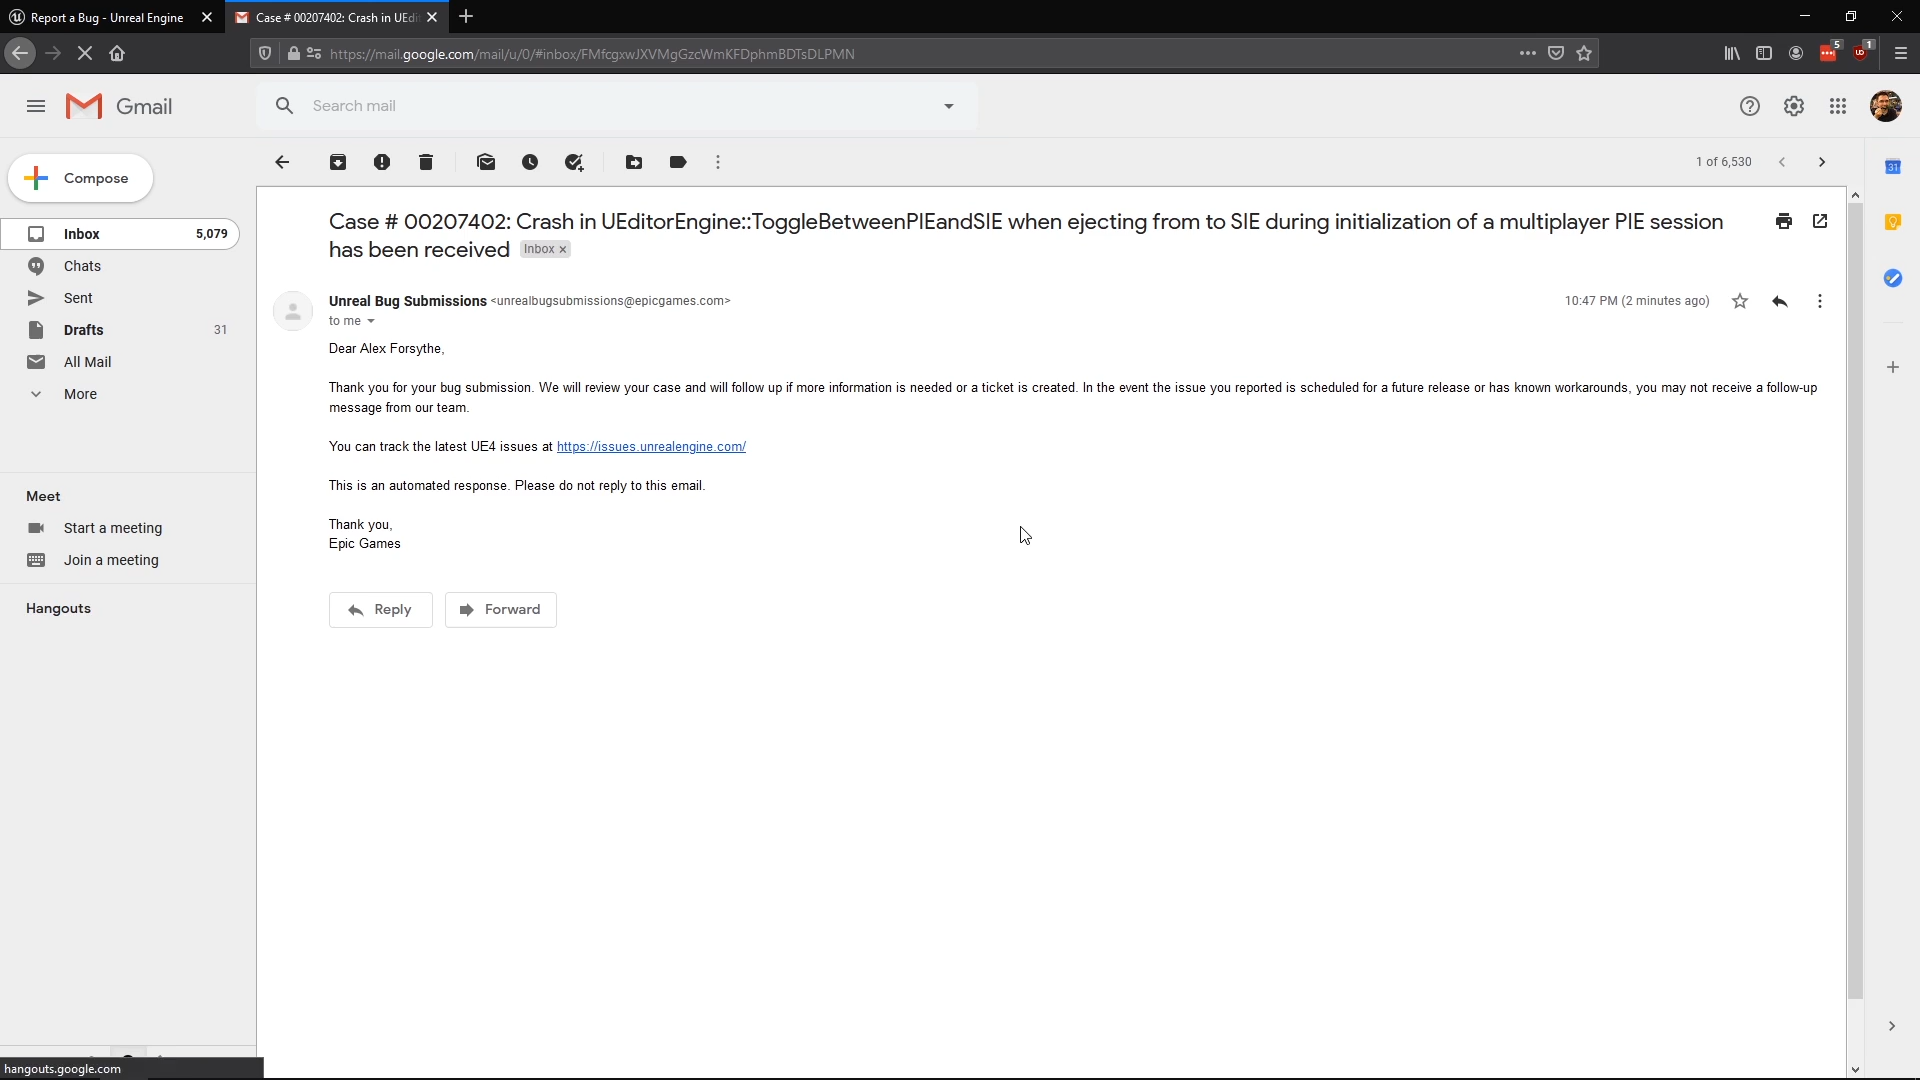 Report a Bug - Unreal Engine
Case # 00207402: Crash in UEdit
https://mail.google.com/mail/u/0/#inbox/FMfcgxwJXVMgGzcWmKFDphmBDTsDLPMN
5
1
Gmail
Search mail
Compose
1 of 6,530
31
Inbox 5,079
Chats
Sent
Drafts 31
All Mail
More
Meet
Start a meeting
Join a meeting
Hangouts
Case # 00207402: Crash in UEditorEngine::ToggleBetweenPIEandSIE when ejecting from to SIE during initialization of a multiplayer PIE session
has been received Inbox x
Unreal Bug Submissions <unrealbugsubmissions@epicgames.com> 10:47 PM (2 minutes ago)
to me
Dear Alex Forsythe,
Thank you for your bug submission. We will review your case and will follow up if more information is needed or a ticket is created. In the event the issue you reported is scheduled for a future release or has known workarounds, you may not receive a follow-up
message from our team.
You can track the latest UE4 issues at https://issues.unrealengine.com/
This is an automated response. Please do not reply to this email.
Thank you,
Epic Games
Reply Forward
hangouts.google.com